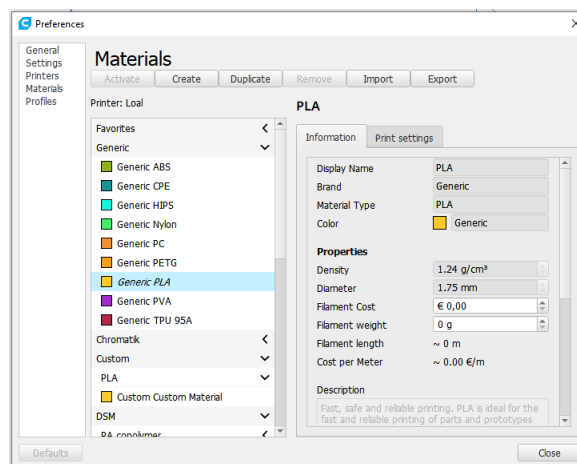 Preferences
General
Settings
Printers
Materials
Profiles
Materials
Activate Create Duplicate Remove Import Export
Printer: Loal
Favorites
Generic
Generic ABS
Generic CPE
Generic HIPS
Generic Nylon
Generic PC
Generic PETG
Generic PLA
Generic PVA
Generic TPU 95A
Chromatik
Custom
PLA
Custom Custom Material
DSM
PA copolymer
PLA
Information Print settings
Display Name PLA
Brand Generic
Material Type PLA
Color Generic
Properties
Density 1.24 g/cm³
Diameter 1.75 mm
Filament Cost € 0,00
Filament weight 0 g
Filament length ~ 0 m
Cost per Meter ~ 0.00 €/m
Description
Fast, safe and reliable printing. PLA is ideal for the
fast and reliable printing of parts and prototypes
Defaults Close